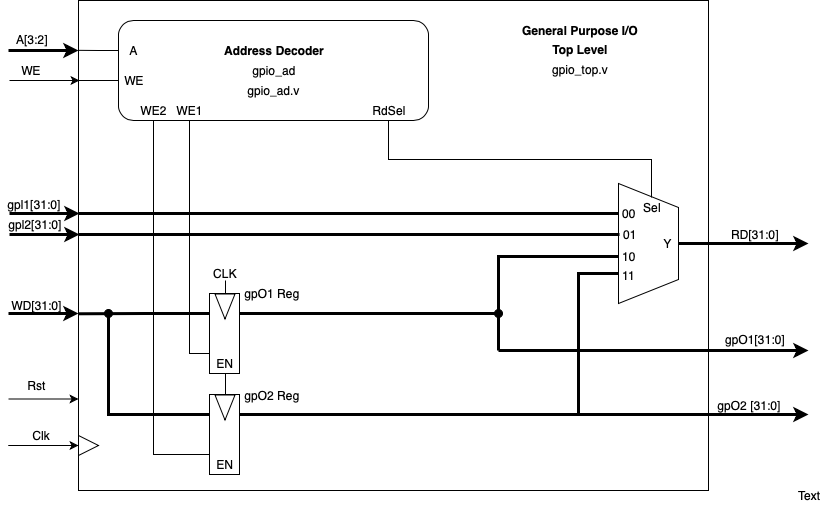 A[3:2]
WE
A
WE
Address Decoder
gpio_ad
gpio_ad.v
WE2 WE1
RdSel
General Purpose I/O
Top Level
gpio_top.v
gpI1[31:0]
gpI2[31:0]
Sel
00
01
10
11
Y
RD[31:0]
WD[31:0]
CLK
gpO1 Reg
EN
gpO1[31:0]
Rst
gpO2 Reg
EN
gpO2 [31:0]
Clk
Text